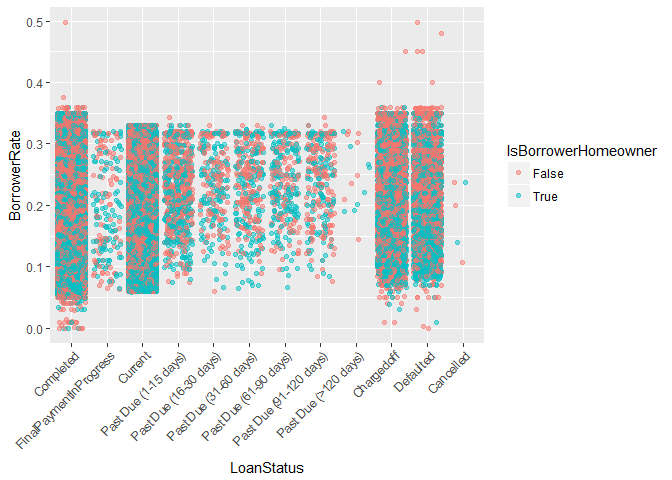 0.5
0.4
0.3
0.2
0.1
0.0
BorrowerRate
Completed
FinalPaymentInProgress
Current
Past Due (1-15 days)
Past Due (16-30 days)
Past Due (31-60 days)
Past Due (61-90 days)
Past Due (91-120 days)
Past Due (>120 days)
Chargedoff
Defaulted
Cancelled
LoanStatus
IsBorrowerHomeowner
False
True